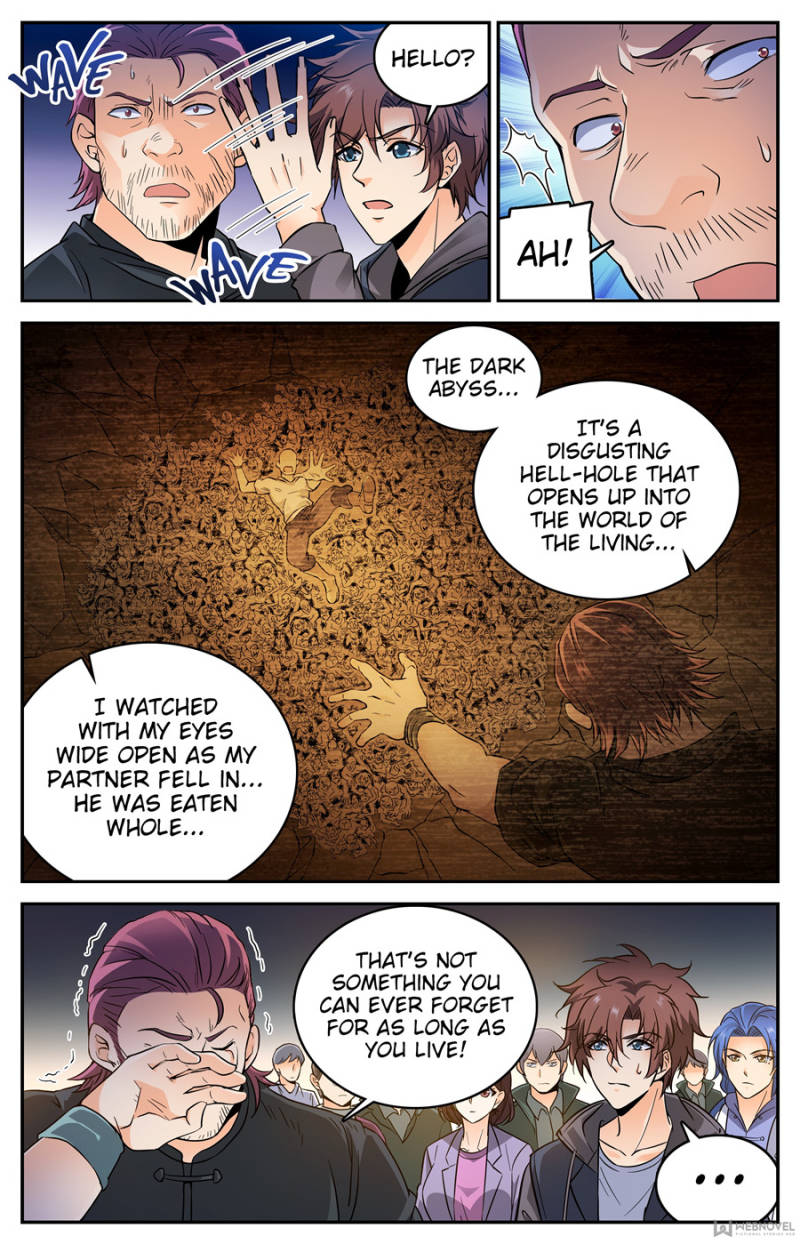 WAVE
HELLO?
WAVE
AH!
THE DARK
ABYSS...
IT'S A
DISGUSTING
HELL-HOLE THAT
OPENS UP INTO
THE WORLD OF
THE LIVING...
I WATCHED
WITH MY EYES
WIDE OPEN AS MY
PARTNER FELL IN...
HE WAS EATEN
WHOLE...
THAT'S NOT
SOMETHING YOU
CAN EVER FORGET
FOR AS LONG AS
YOU LIVE!
...
WEBNOVEL